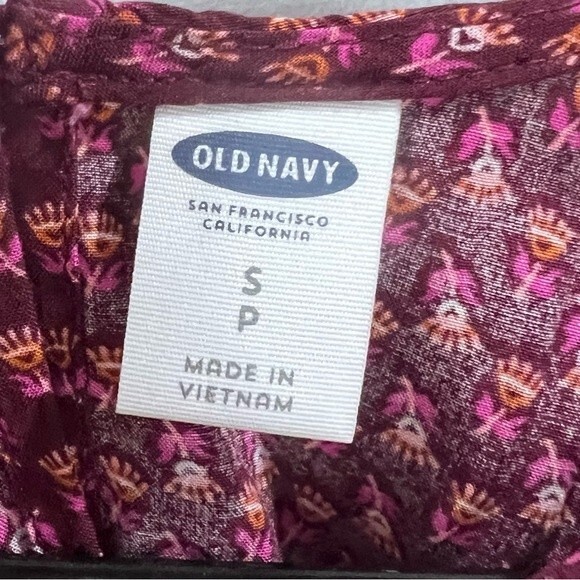 OLD NAVY
SAN FRANCISCO
CALIFORNIA
S
P
MADE IN
VIETNAM